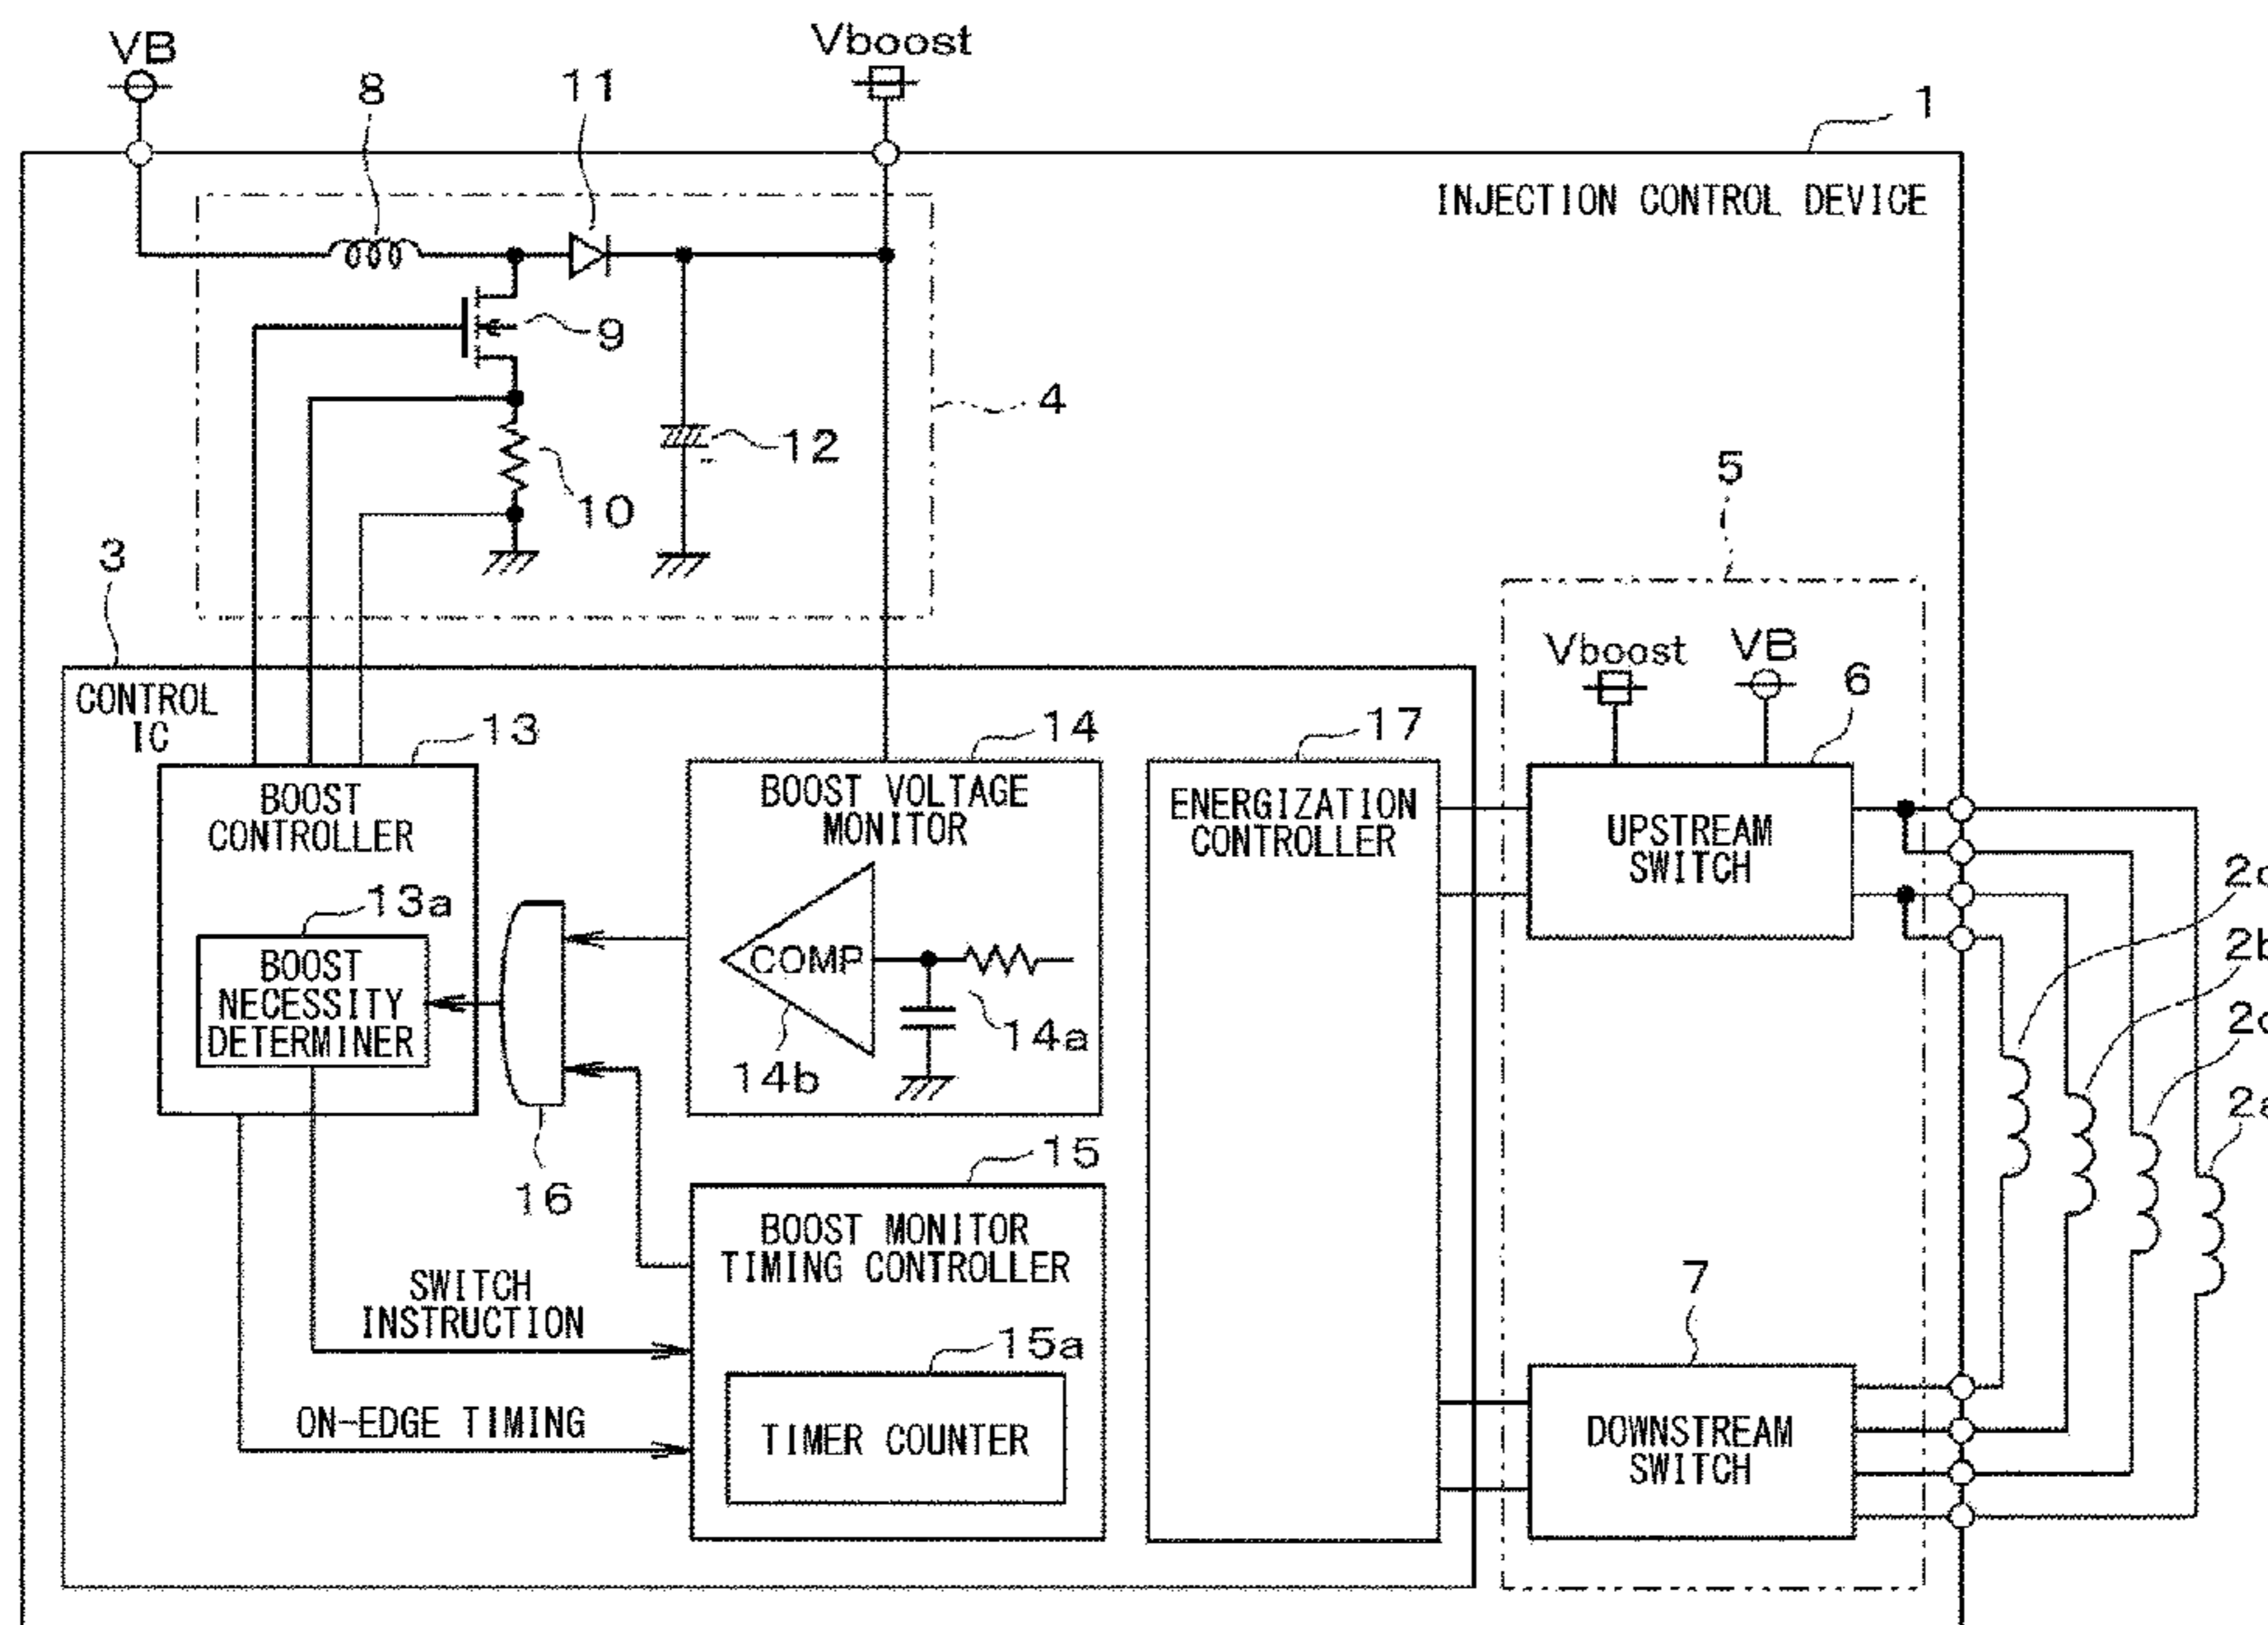 VB
Vboost
8
11
1
INJECTION CONTROL DEVICE
9
4
12
10
5
3
Vboost
VB
6
CONTROL
IC
13
14
17
BOOST
CONTROLLER
BOOST VOLTAGE
MONITOR
ENERGIZATION
CONTROLLER
UPSTREAM
SWITCH
13a
2b
BOOST
NECESSITY
DETERMINER
COMP
14a
14b
2a
16
15
BOOST MONITOR
TIMING CONTROLLER
SWITCH
INSTRUCTION
7
15a
ON-EDGE TIMING
TIMER COUNTER
DOWNSTREAM
SWITCH